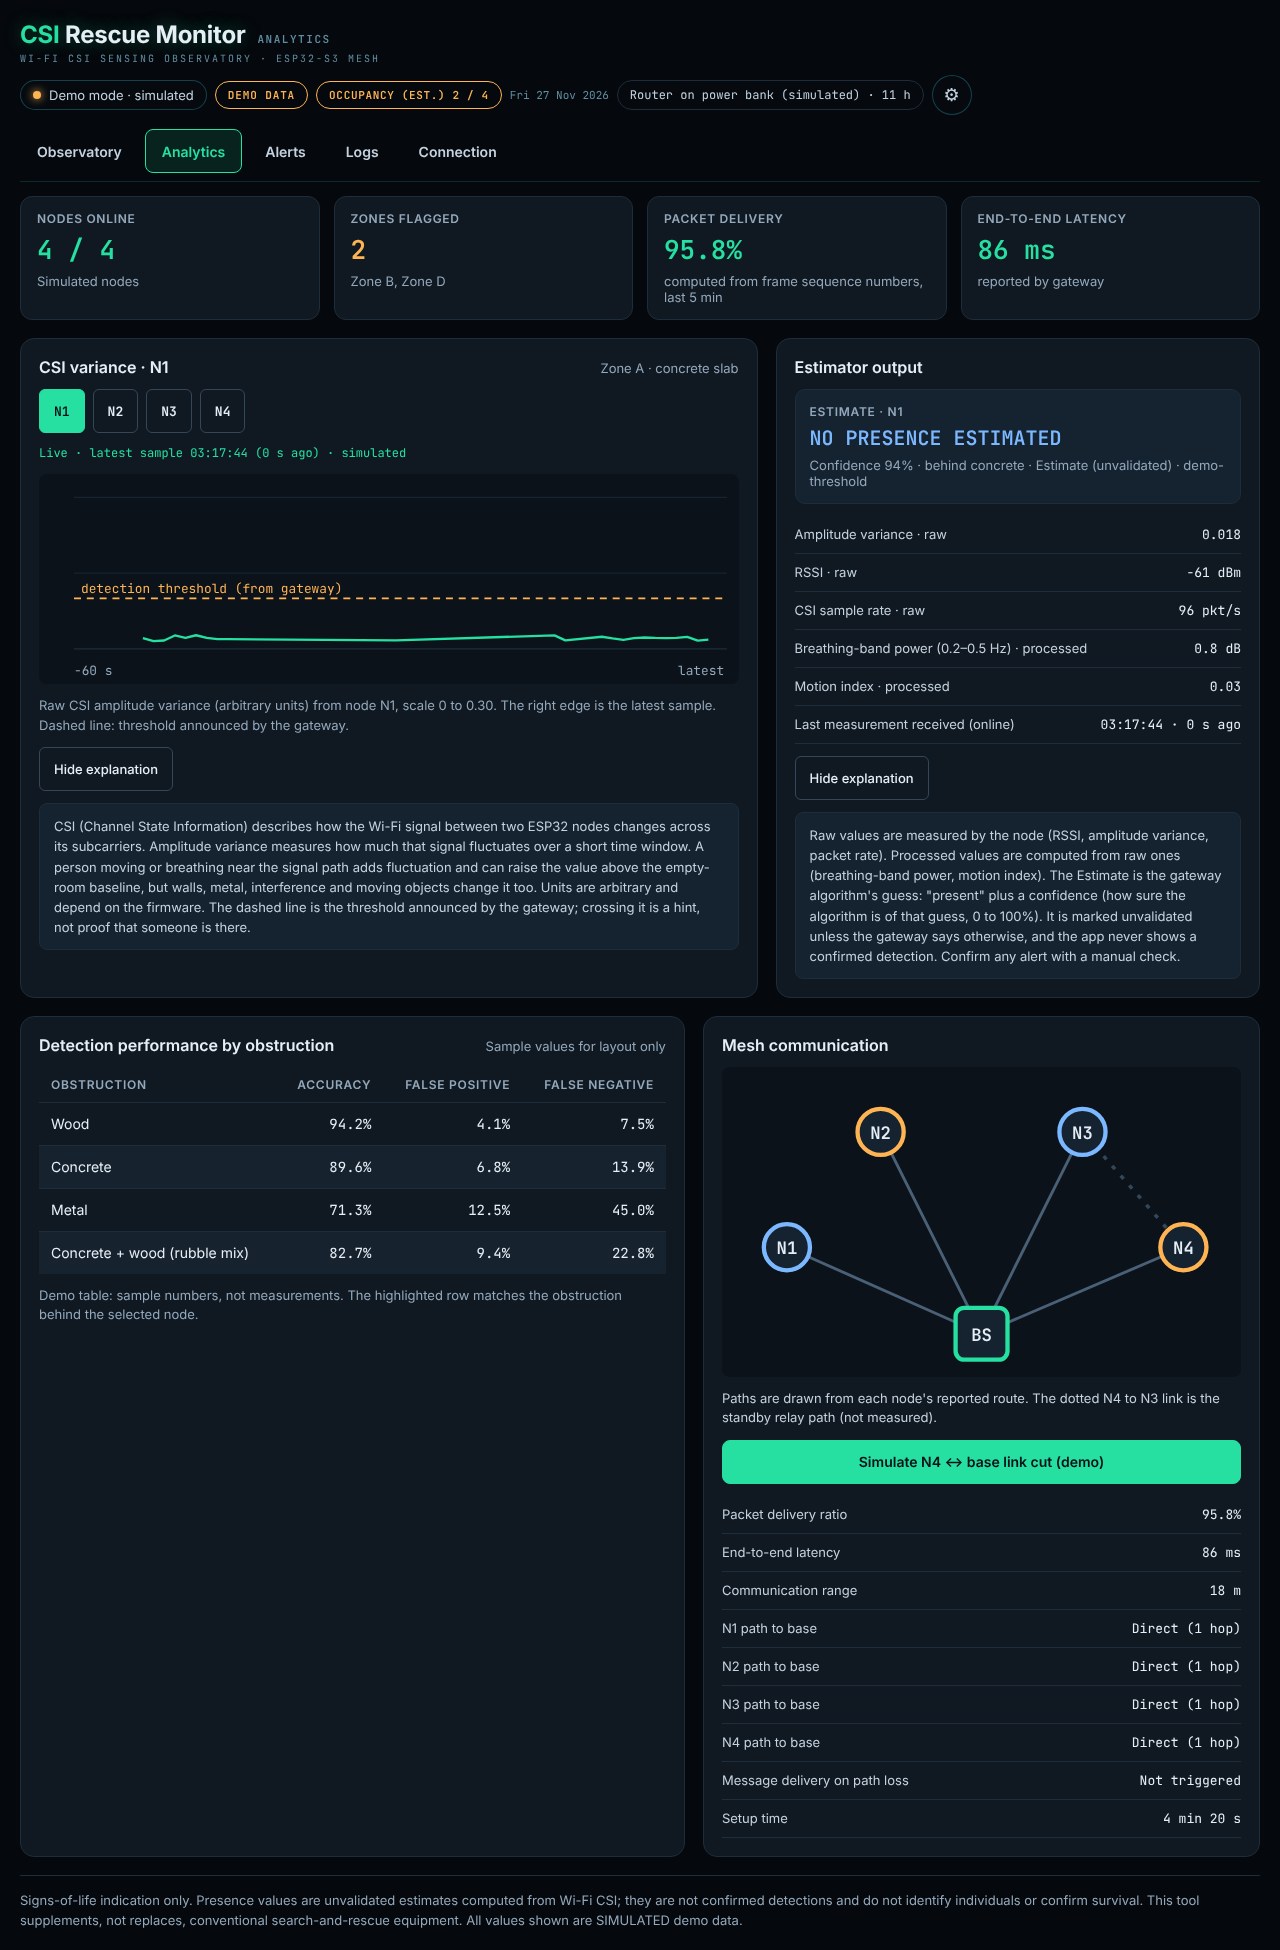 CSI Rescue Monitor ANALYTICS
WI-FI CSI SENSING OBSERVATORY · ESP32-S3 MESH
Demo mode · simulated
DEMO DATA
OCCUPANCY (EST.) 2 / 4
Fri 27 Nov 2026
Router on power bank (simulated) · 11 h
Observatory
Analytics
Alerts
Logs
Connection
NODES ONLINE
4 / 4
Simulated nodes
ZONES FLAGGED
2
Zone B, Zone D
PACKET DELIVERY
95.8%
computed from frame sequence numbers,
last 5 min
END-TO-END LATENCY
86 ms
reported by gateway
CSI variance · N1
Zone A · concrete slab
N1
N2
N3
N4
Live · latest sample 03:17:44 (0 s ago) · simulated
detection threshold (from gateway)
-60 s
latest
Raw CSI amplitude variance (arbitrary units) from node N1, scale 0 to 0.30. The right edge is the latest sample.
Dashed line: threshold announced by the gateway.
Hide explanation
CSI (Channel State Information) describes how the Wi-Fi signal between two ESP32 nodes changes across
its subcarriers. Amplitude variance measures how much that signal fluctuates over a short time window. A
person moving or breathing near the signal path adds fluctuation and can raise the value above the empty-
room baseline, but walls, metal, interference and moving objects change it too. Units are arbitrary and
depend on the firmware. The dashed line is the threshold announced by the gateway; crossing it is a hint,
not proof that someone is there.
Estimator output
ESTIMATE · N1
NO PRESENCE ESTIMATED
Confidence 94% · behind concrete · Estimate (unvalidated) · demo-
threshold
Amplitude variance · raw 0.018
RSSI · raw -61 dBm
CSI sample rate · raw 96 pkt/s
Breathing-band power (0.2–0.5 Hz) · processed 0.8 dB
Motion index · processed 0.03
Last measurement received (online) 03:17:44 · 0 s ago
Hide explanation
Raw values are measured by the node (RSSI, amplitude variance,
packet rate). Processed values are computed from raw ones
(breathing-band power, motion index). The Estimate is the gateway
algorithm's guess: "present" plus a confidence (how sure the
algorithm is of that guess, 0 to 100%). It is marked unvalidated
unless the gateway says otherwise, and the app never shows a
confirmed detection. Confirm any alert with a manual check.
Detection performance by obstruction
Sample values for layout only
OBSTRUCTION ACCURACY FALSE POSITIVE FALSE NEGATIVE
Wood 94.2% 4.1% 7.5%
Concrete 89.6% 6.8% 13.9%
Metal 71.3% 12.5% 45.0%
Concrete + wood (rubble mix) 82.7% 9.4% 22.8%
Demo table: sample numbers, not measurements. The highlighted row matches the obstruction
behind the selected node.
Mesh communication
N2
N3
N1
N4
BS
Paths are drawn from each node's reported route. The dotted N4 to N3 link is the
standby relay path (not measured).
Simulate N4 ↔ base link cut (demo)
Packet delivery ratio 95.8%
End-to-end latency 86 ms
Communication range 18 m
N1 path to base Direct (1 hop)
N2 path to base Direct (1 hop)
N3 path to base Direct (1 hop)
N4 path to base Direct (1 hop)
Message delivery on path loss Not triggered
Setup time 4 min 20 s
Signs-of-life indication only. Presence values are unvalidated estimates computed from Wi-Fi CSI; they are not confirmed detections and do not identify individuals or confirm survival. This tool
supplements, not replaces, conventional search-and-rescue equipment. All values shown are SIMULATED demo data.